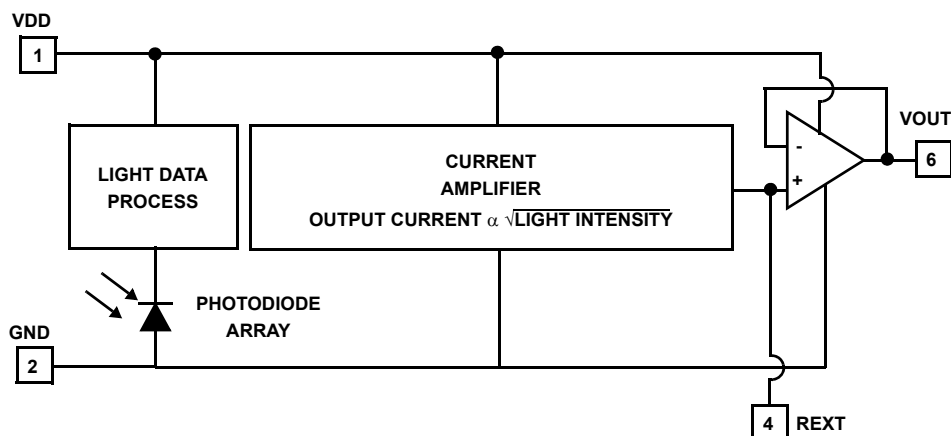 VDD
1
LIGHT DATA
PROCESS
CURRENT
AMPLIFIER
OUTPUT CURRENT α √LIGHT INTENSITY
-
+
VOUT
6
PHOTODIODE
ARRAY
GND
2
4
REXT